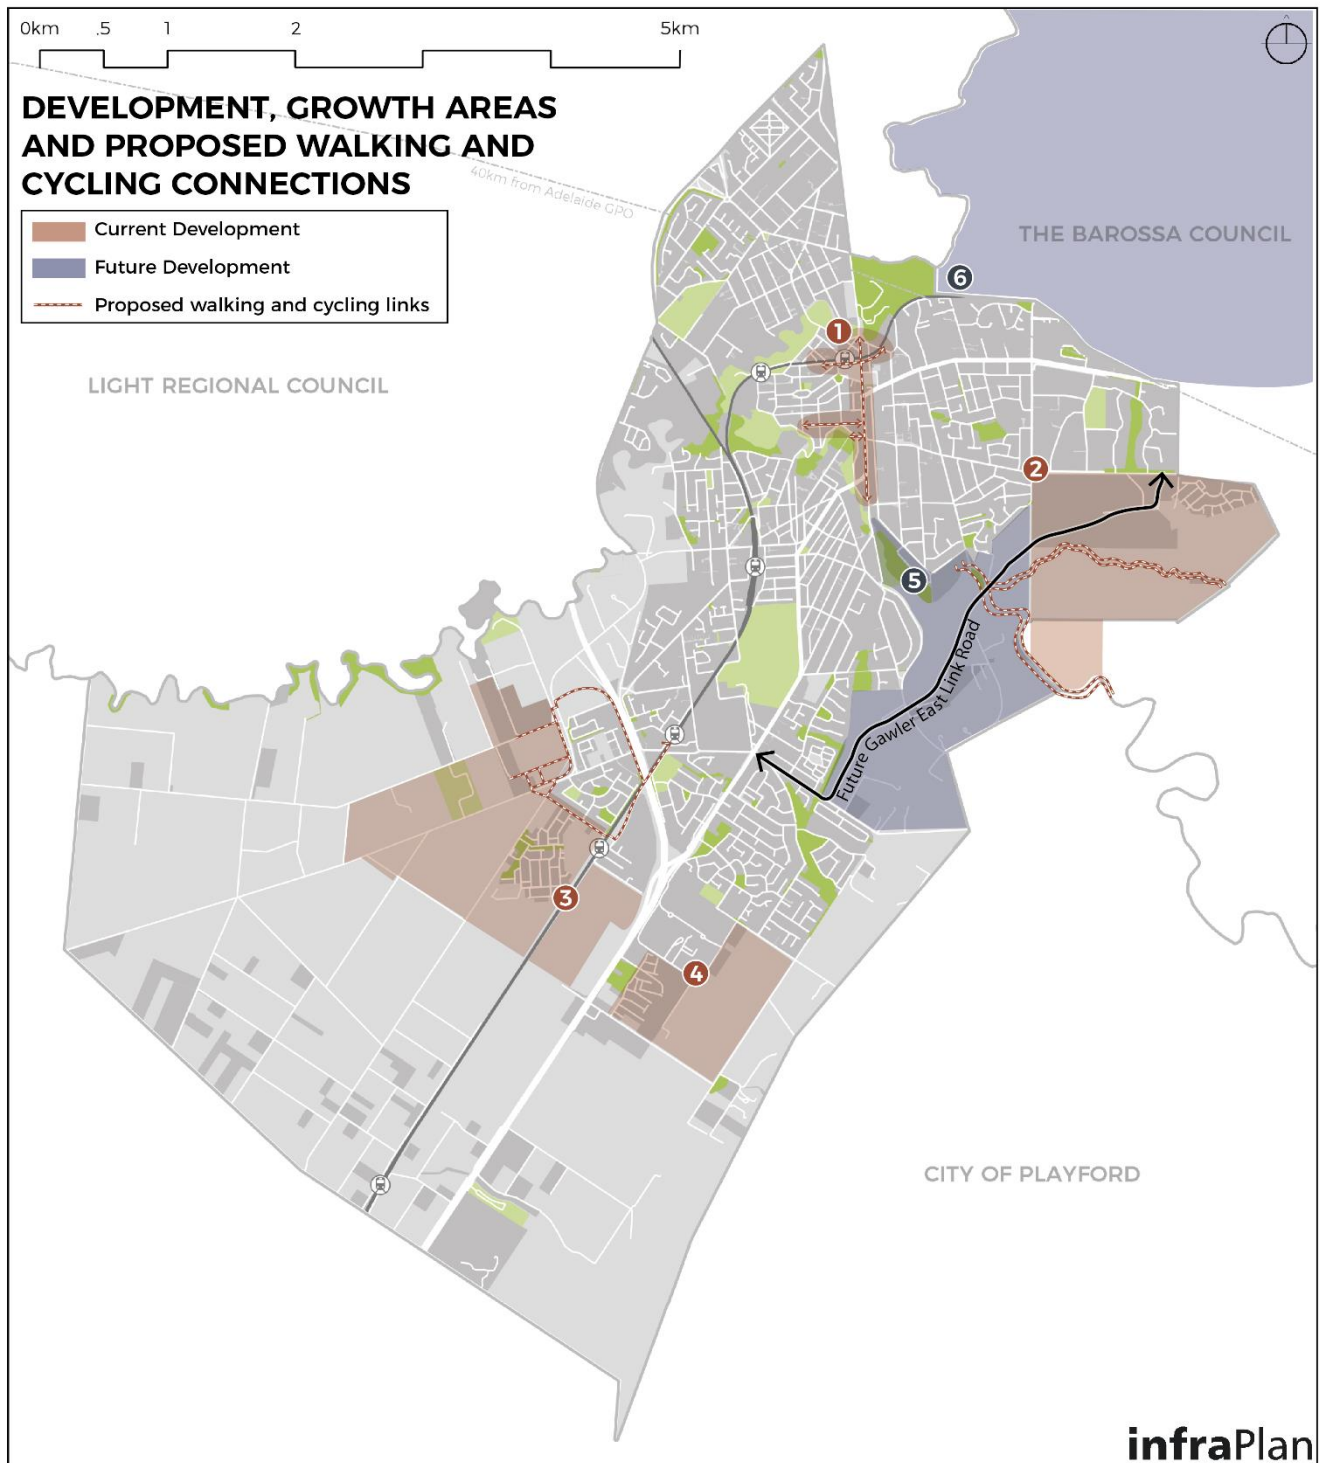 0km .5 1 2 5km
DEVELOPMENT, GROWTH AREAS
AND PROPOSED WALKING AND
CYCLING CONNECTIONS
40km from Adelaide GPO
Current Development
Future Development
Proposed walking and cycling links
THE BAROSSA COUNCIL
LIGHT REGIONAL COUNCIL
6
1
2
5
Future Gawler East Link Road
3
4
CITY OF PLAYFORD
infraPlan